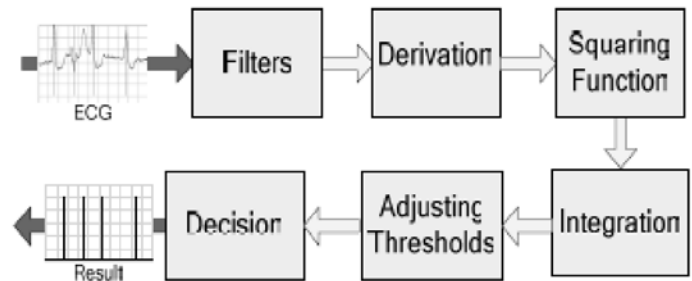 ECG
Filters
Derivation
Squaring
Function
Integration
Adjusting
Thresholds
Decision
Result